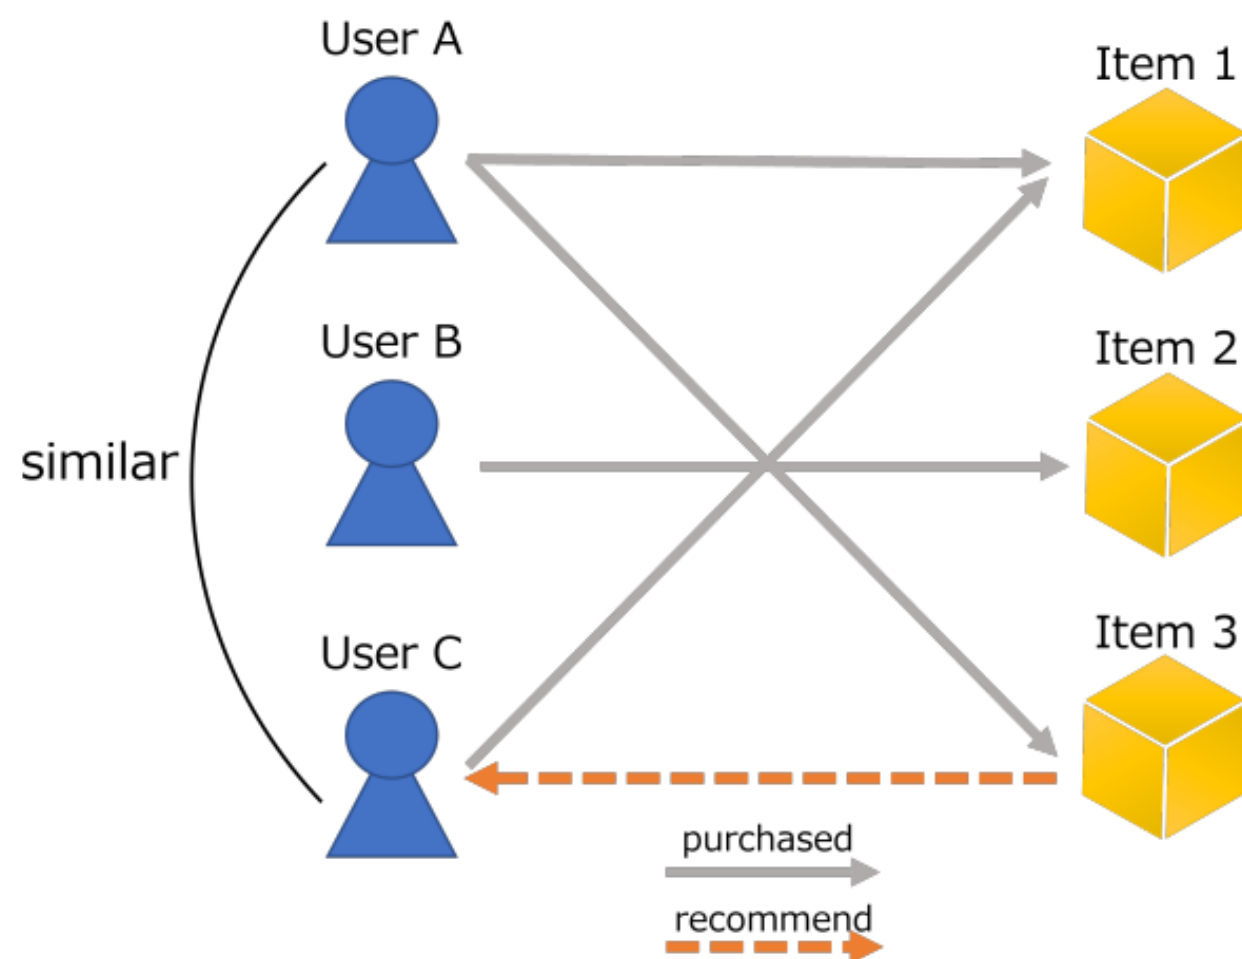 User A
Item 1
User B
Item 2
similar
User C
Item 3
purchased
recommend